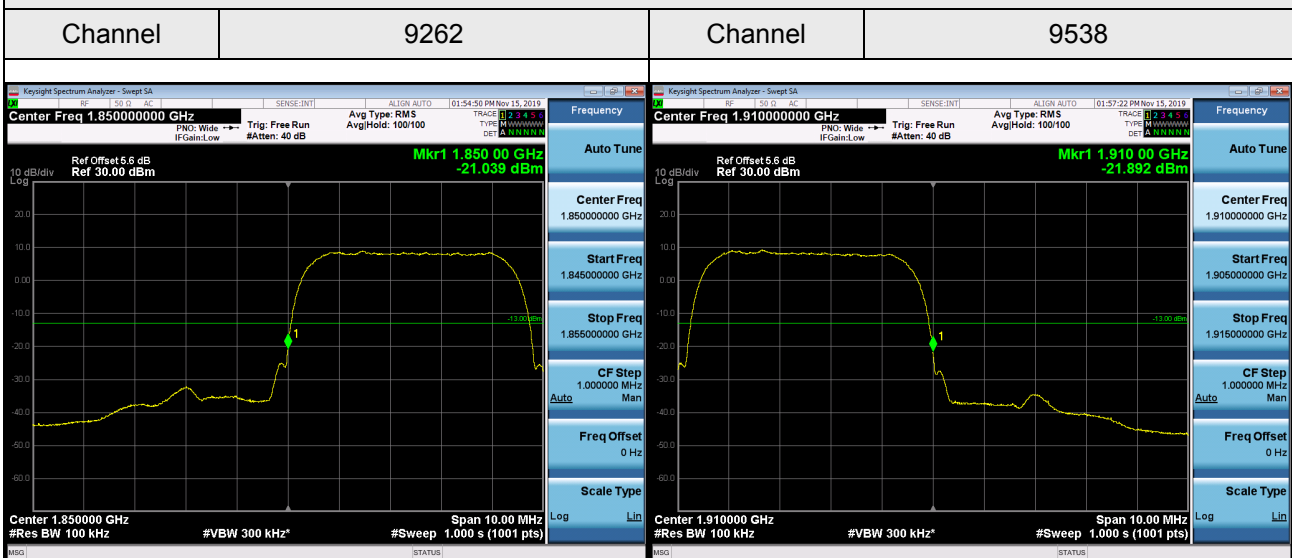 Channel 9262 Channel 9538
Keysight Spectrum Analyzer - Swept SA
RF 50 Ω AC SENSE:INT ALIGN AUTO 01:54:50 PM Nov 15, 2019
Center Freq 1.850000000 GHz
PNO: Wide
IFGain:Low
Trig: Free Run
#Atten: 40 dB
Avg Type: RMS
Avg|Hold: 100/100
TRACE 1 2 3 4 5 6
TYPE M W W W W W
DET A N N N N N
Frequency
Mkr1 1.850 00 GHz
-21.039 dBm
Ref Offset 5.6 dB
10 dB/div Ref 30.00 dBm
Log
20.0
10.0
0.00
-10.0
-20.0
-30.0
-40.0
-50.0
-60.0
-13.00 dBm
1
Center 1.850000 GHz
#Res BW 100 kHz
#VBW 300 kHz*
Span 10.00 MHz
#Sweep 1.000 s (1001 pts)
MSG STATUS
Auto Tune
Center Freq
1.850000000 GHz
Start Freq
1.845000000 GHz
Stop Freq
1.855000000 GHz
CF Step
1.000000 MHz
Auto Man
Freq Offset
0 Hz
Scale Type
Log Lin
Keysight Spectrum Analyzer - Swept SA
RF 50 Ω AC SENSE:INT ALIGN AUTO 01:57:22 PM Nov 15, 2019
Center Freq 1.910000000 GHz
PNO: Wide
IFGain:Low
Trig: Free Run
#Atten: 40 dB
Avg Type: RMS
Avg|Hold: 100/100
TRACE 1 2 3 4 5 6
TYPE M W W W W W
DET A N N N N N
Frequency
Mkr1 1.910 00 GHz
-21.892 dBm
Ref Offset 5.6 dB
10 dB/div Ref 30.00 dBm
Log
20.0
10.0
0.00
-10.0
-20.0
-30.0
-40.0
-50.0
-60.0
-13.00 dBm
1
Center 1.910000 GHz
#Res BW 100 kHz
#VBW 300 kHz*
Span 10.00 MHz
#Sweep 1.000 s (1001 pts)
MSG STATUS
Auto Tune
Center Freq
1.910000000 GHz
Start Freq
1.905000000 GHz
Stop Freq
1.915000000 GHz
CF Step
1.000000 MHz
Auto Man
Freq Offset
0 Hz
Scale Type
Log Lin